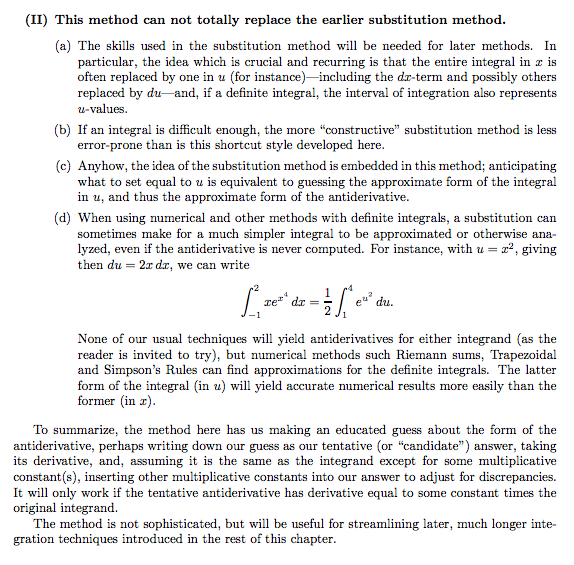 (II) This method can not totally replace the earlier substitution method.
(a) The skills used in the substitution method will be needed for later methods. In
particular, the idea which is crucial and recurring is that the entire integral in x is
often replaced by one in u (for instance)—including the dx-term and possibly others
replaced by du—and, if a definite integral, the interval of integration also represents
u-values.
(b) If an integral is difficult enough, the more “constructive” substitution method is less
error-prone than is this shortcut style developed here.
(c) Anyhow, the idea of the substitution method is embedded in this method; anticipating
what to set equal to u is equivalent to guessing the approximate form of the integral
in u, and thus the approximate form of the antiderivative.
(d) When using numerical and other methods with definite integrals, a substitution can
sometimes make for a much simpler integral to be approximated or otherwise ana-
lyzed, even if the antiderivative is never computed. For instance, with u = x², giving
then du = 2x dx, we can write
∫_{-1}^{2} xe^{x^4} dx = \frac{1}{2} ∫_{1}^{4} e^{u^2} du.
None of our usual techniques will yield antiderivatives for either integrand (as the
reader is invited to try), but numerical methods such Riemann sums, Trapezoidal
and Simpson’s Rules can find approximations for the definite integrals. The latter
form of the integral (in u) will yield accurate numerical results more easily than the
former (in x).
To summarize, the method here has us making an educated guess about the form of the
antiderivative, perhaps writing down our guess as our tentative (or “candidate”) answer, taking
its derivative, and, assuming it is the same as the integrand except for some multiplicative
constant(s), inserting other multiplicative constants into our answer to adjust for discrepancies.
It will only work if the tentative antiderivative has derivative equal to some constant times the
original integrand.
The method is not sophisticated, but will be useful for streamlining later, much longer inte-
gration techniques introduced in the rest of this chapter.